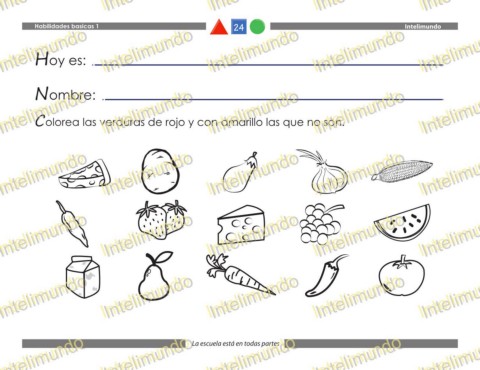 Habilidades basicas 1
24
Intelimundo
Hoy es:
Nombre:
Colorea las verduras de rojo y con amarillo las que no son.
La escuela está en todas partes
Intelimundo